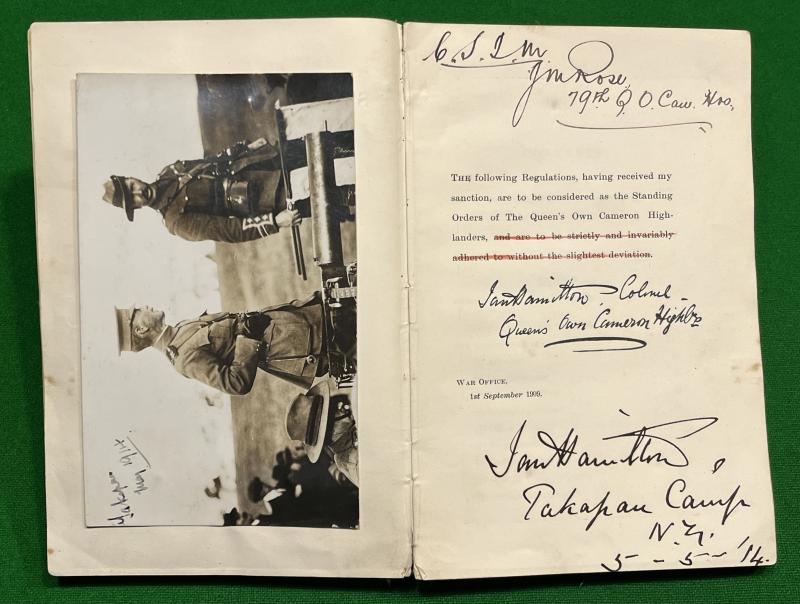 Takapau
May 1914.
C. S. I. M.
Jm Rose,
79th Q. O. Cam. Hrs,
THE following Regulations, having received my
sanction, are to be considered as the Standing
Orders of The Queen's Own Cameron High-
landers, and are to be strictly and invariably
adhered to without the slightest deviation.
Ian Hamilton. Colonel-
Queen's Own Cameron Highlrs
WAR OFFICE,
1st September 1909.
Ian Hamilton,
Takapau Camp
N.Z.
5-5-'14.